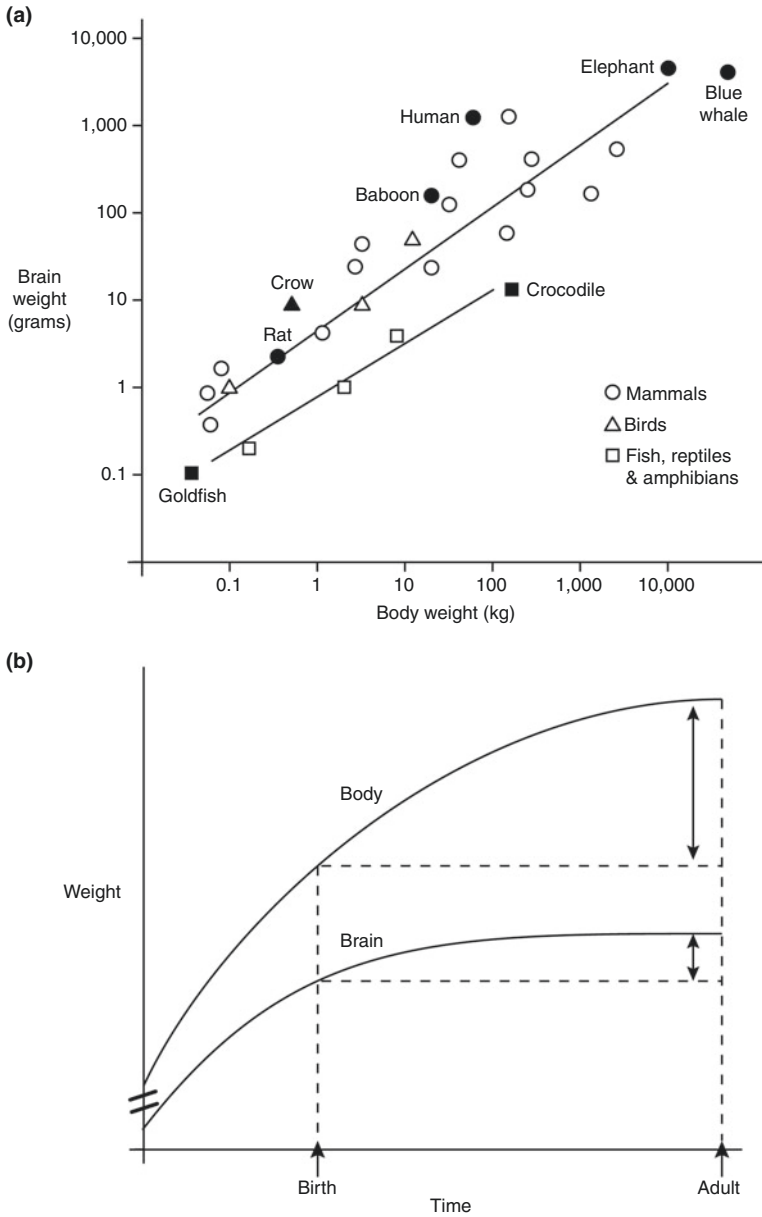 (a)
10,000
Elephant
Blue
whale
1,000
Human
Baboon
100
Brain
weight
(grams)
Crow
10
Crocodile
Rat
1
Mammals
Birds
Fish, reptiles
& amphibians
0.1
Goldfish
0.1
1
10
100
1,000
10,000
Body weight (kg)
(b)
Body
Weight
Brain
Birth
Adult
Time